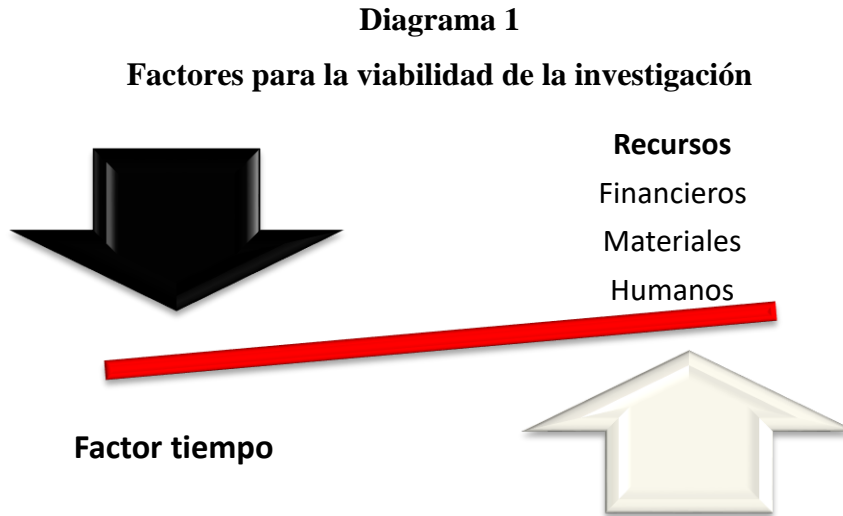 Diagrama 1
Factores para la viabilidad de la investigación
Recursos
Financieros
Materiales
Humanos
Factor tiempo